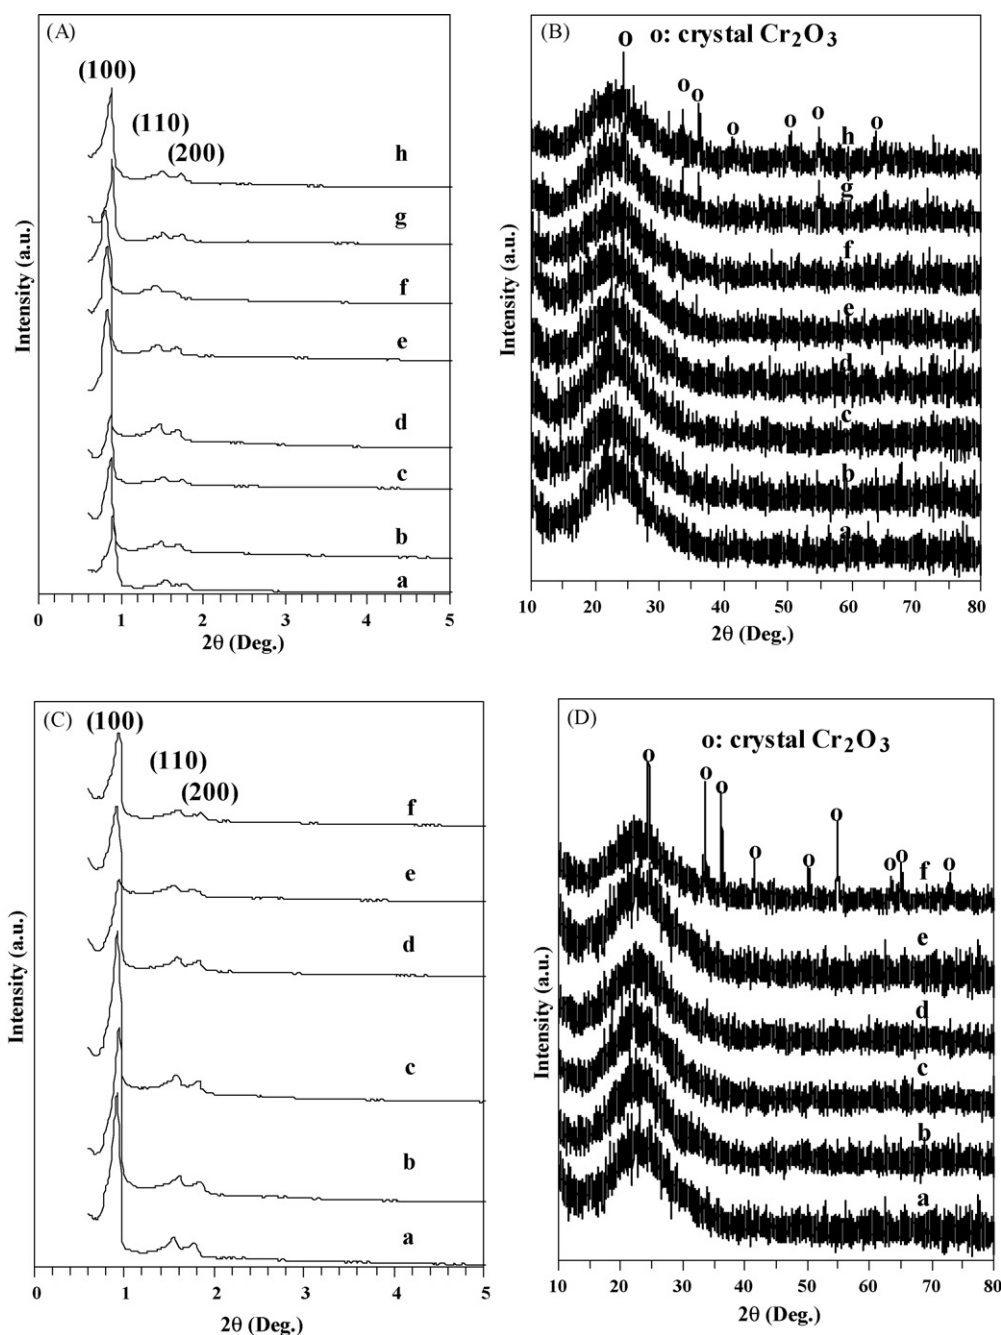 (A)
(100)
(110)
(200)
h
g
f
e
d
c
b
a
Intensity (a.u.)
0 1 2 3 4 5
2θ (Deg.)
(B)
o o: crystal Cr₂O₃
o
o
o
o
o
o
h
g
f
e
d
c
b
a
Intensity (a.u.)
10 20 30 40 50 60 70 80
2θ (Deg.)
(C)
(100)
(110)
(200)
f
e
d
c
b
a
Intensity (a.u.)
0 1 2 3 4 5
2θ (Deg.)
(D)
o: crystal Cr₂O₃
o
o
o
o
o
o
o
o
o
f
e
d
c
b
a
Intensity (a.u.)
10 20 30 40 50 60 70 80
2θ (Deg.)